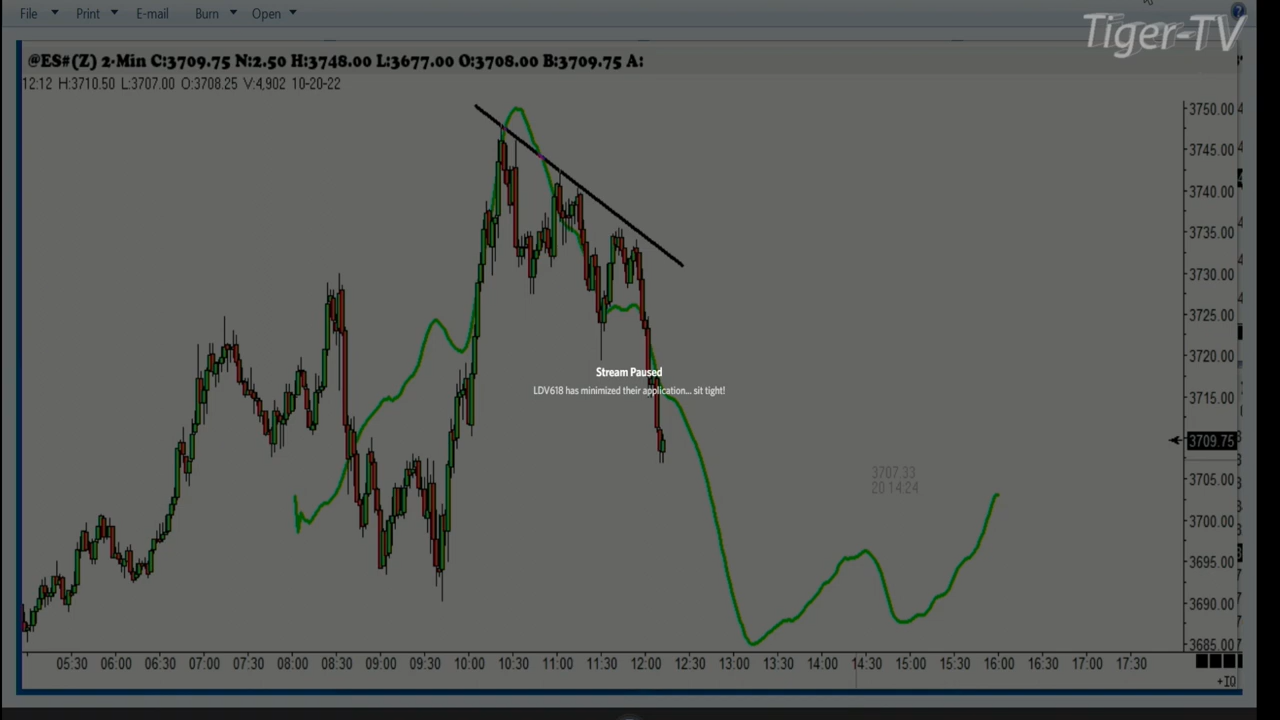 File Print E-mail Burn Open
Tiger-TV
@ES#(Z) 2-Min C:3709.75 N:2.50 H:3748.00 L:3677.00 O:3708.00 B:3709.75 A:
12:12 H:3710.50 L:3707.00 O:3708.25 V:4,902 10-20-22
3750.00
3745.00
3740.00
3735.00
3730.00
3725.00
3720.00
Stream Paused
LDV618 has minimized their application... sit tight!
3715.00
3709.75
3707.33
20 14:24
3705.00
3700.00
3695.00
3690.00
3685.00
05:30 06:00 06:30 07:00 07:30 08:00 08:30 09:00 09:30 10:00 10:30 11:00 11:30 12:00 12:30 13:00 13:30 14:00 14:30 15:00 15:30 16:00 16:30 17:00 17:30